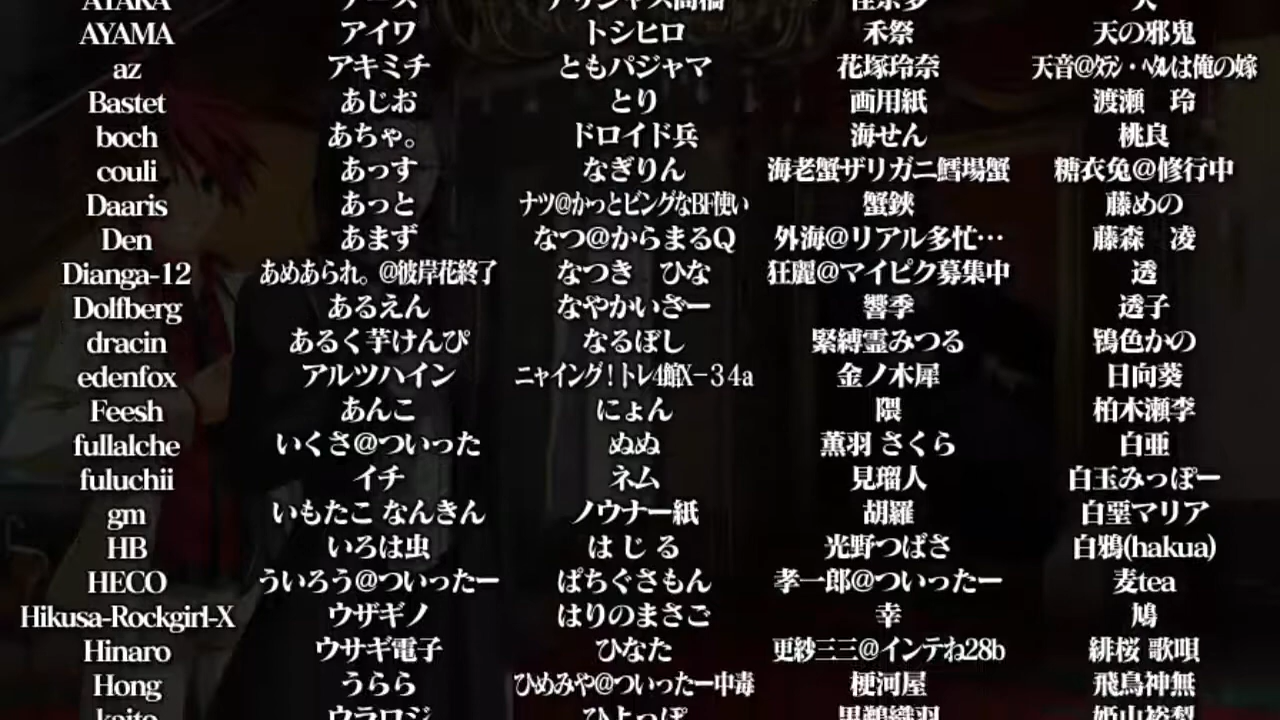 AYAMA アイワ トシヒロ 禾祭 天の邪鬼
az アキミチ ともパジャマ 花塚玲奈 天音@ｸﾗﾝ・ﾍﾙは俺の嫁
Bastet あじお とり 画用紙 渡瀬　玲
boch あちゃ。 ドロイド兵 海せん 桃良
couli あっす なぎりん 海老蟹ザリガニ鱈場蟹 糖衣兔@修行中
Daaris あっと ナツ@かっとビングなBF使い 蟹鋏 藤めの
Den あまず なつ@からまるQ 外海@リアル多忙… 藤森　凌
Dianga-12 あめあられ。@彼岸花終了 なつき　ひな 狂麗@マイピク募集中 透
Dolfberg あるえん なやかいざー 響季 透子
dracin あるく芋けんぴ なるぽし 緊縛霊みつる 鴇色かの
edenfox アルツハイン ニャイング！トレ4館X－３４a 金ノ木犀 日向葵
Feesh あんこ にょん 隈 柏木瀬李
fullalche いくさ@ついった ぬぬ 薫羽 さくら 白亜
fuluchii イチ ネム 見瑠人 白玉みっぽー
gm いもたこ なんきん ノウナー紙 胡羅 白堊マリア
HB いろは虫 は じ る 光野つばさ 白鴉(hakua)
HECO ういろう@ついったー ぱちぐさもん 孝一郎@ついったー 麦tea
Hikusa-Rockgirl-X ウザギノ はりのまさご 幸 鳩
Hinaro ウサギ電子 ひなた 更紗三三@インテね28b 緋桜 歌唄
Hong うらら ひめみや@ついったー中毒 梗河屋 飛鳥神無